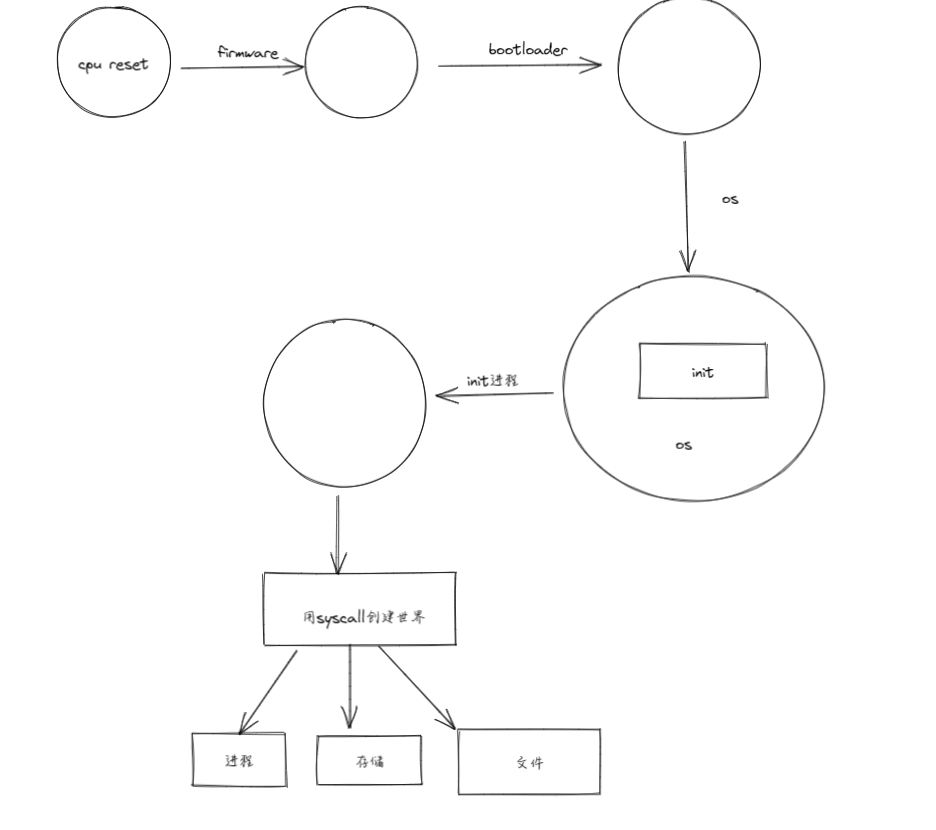 cpu reset
firmware
bootloader
os
init
os
init进程
用syscall创建世界
进程
存储
文件